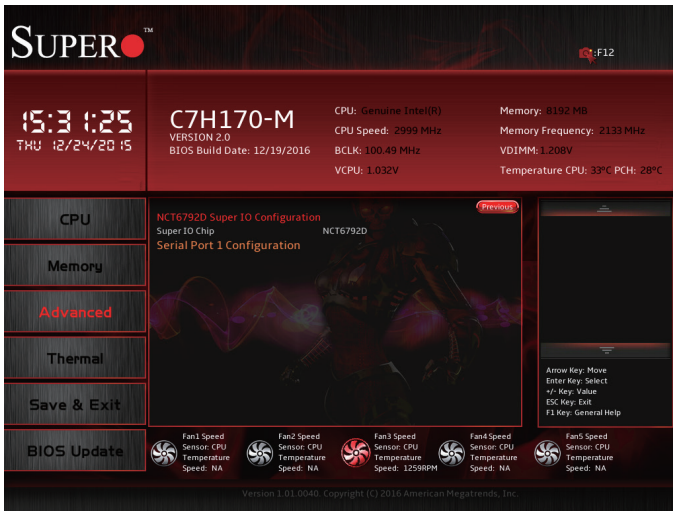 SUPER TM
:F12
15:31:25
THU 12/24/2015
C7H170-M
VERSION 2.0
BIOS Build Date: 12/19/2016
CPU: Genuine Intel(R)
CPU Speed: 2999 MHz
BCLK: 100.49 MHz
VCPU: 1.032V
Memory: 8192 MB
Memory Frequency: 2133 MHz
VDIMM: 1.208V
Temperature CPU: 33°C PCH: 28°C
CPU
Memory
Advanced
Thermal
Save & Exit
BIOS Update
Previous
NCT6792D Super IO Configuration
Super IO Chip NCT6792D
Serial Port 1 Configuration
Arrow Key: Move
Enter Key: Select
+/- Key: Value
ESC Key: Exit
F1 Key: General Help
Fan1 Speed
Sensor: CPU
Temperature
Speed: NA
Fan2 Speed
Sensor: CPU
Temperature
Speed: NA
Fan3 Speed
Sensor: CPU
Temperature
Speed: 1259RPM
Fan4 Speed
Sensor: CPU
Temperature
Speed: NA
Fan5 Speed
Sensor: CPU
Temperature
Speed: NA
Version 1.01.0040. Copyright (C) 2016 American Megatrends, Inc.